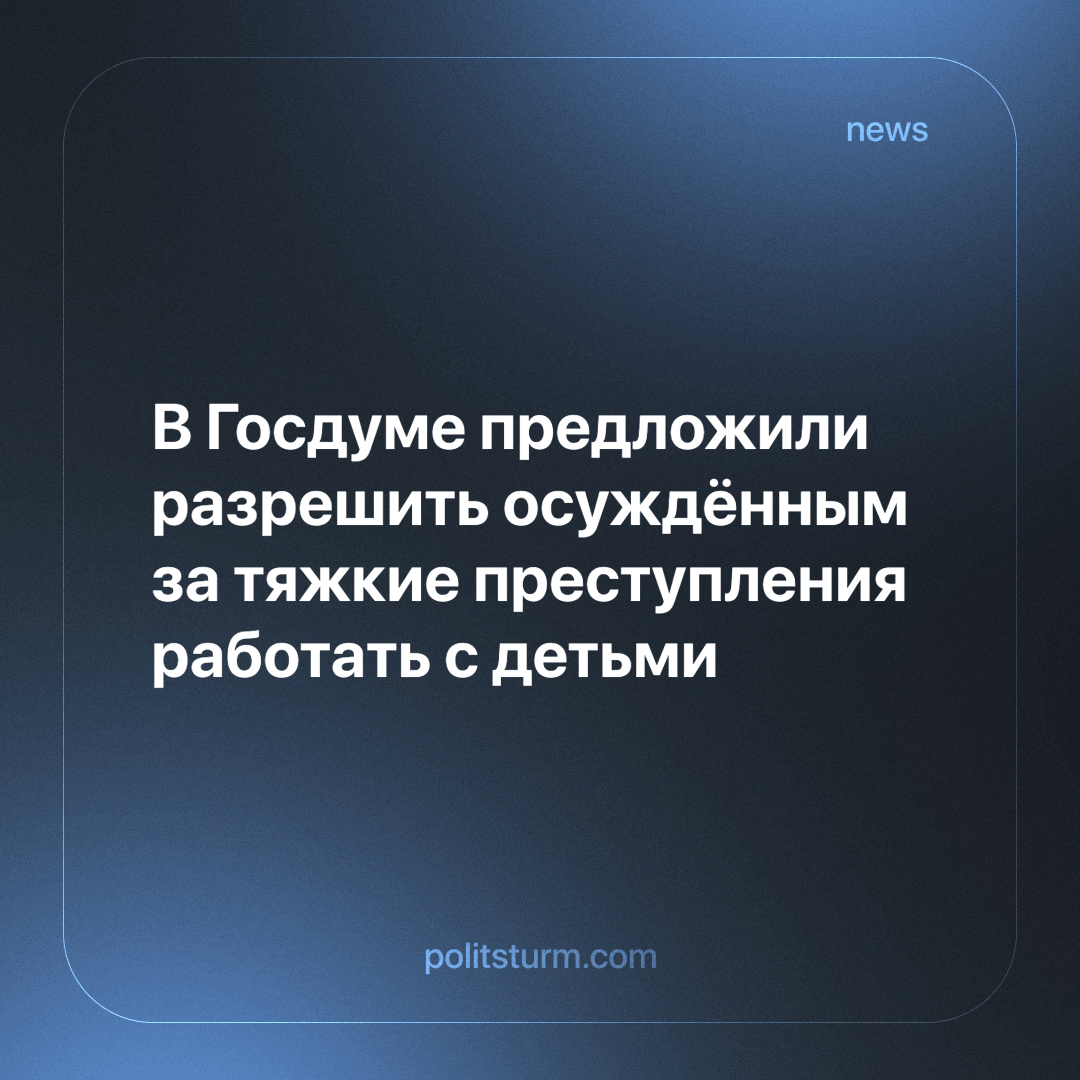 news
В Госдуме предложили
разрешить осуждённым
за тяжкие преступления
работать с детьми
politsturm.com